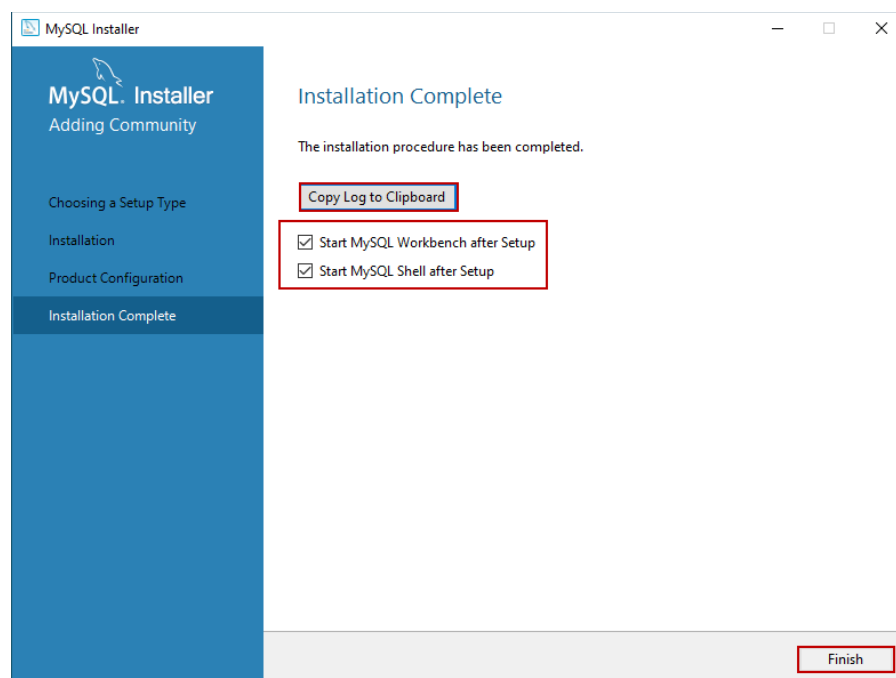 MySQL Installer
MySQL. Installer
Adding Community
Choosing a Setup Type
Installation
Product Configuration
Installation Complete
Installation Complete
The installation procedure has been completed.
Copy Log to Clipboard
Start MySQL Workbench after Setup
Start MySQL Shell after Setup
Finish